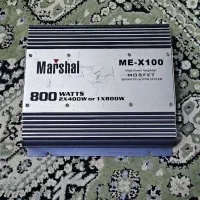 Marshal
ME-X100
MOSFET
800 WATTS
2X400W or 1X800W